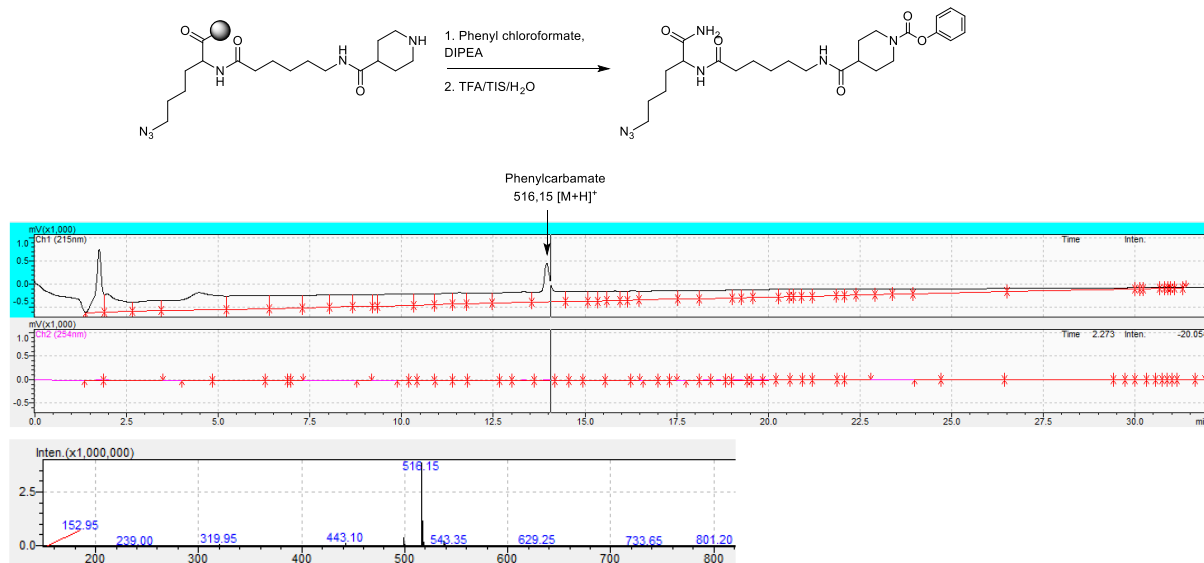 O
O
N
H
O
H
N
O
NH
N3
1. Phenyl chloroformate,
DIPEA
2. TFA/TIS/H2O
O
NH2
O
N
H
H
N
O
N
O
O
N3
Phenylcarbamate
516,15 [M+H]+
mV(x1,000)
Ch1 (215nm)
Time Inten.
1.0
0.5
0.0
-0.5
mV(x1,000)
Ch2 (254nm)
Time 2.273 Inten. -20.05
1.0
0.5
0.0
-0.5
0.0 2.5 5.0 7.5 10.0 12.5 15.0 17.5 20.0 22.5 25.0 27.5 30.0 mi
Inten.(x1,000,000)
516.15
2.5
152.95
239.00 319.95 443.10 543.35 629.25 733.65 801.20
0.0
200 300 400 500 600 700 800